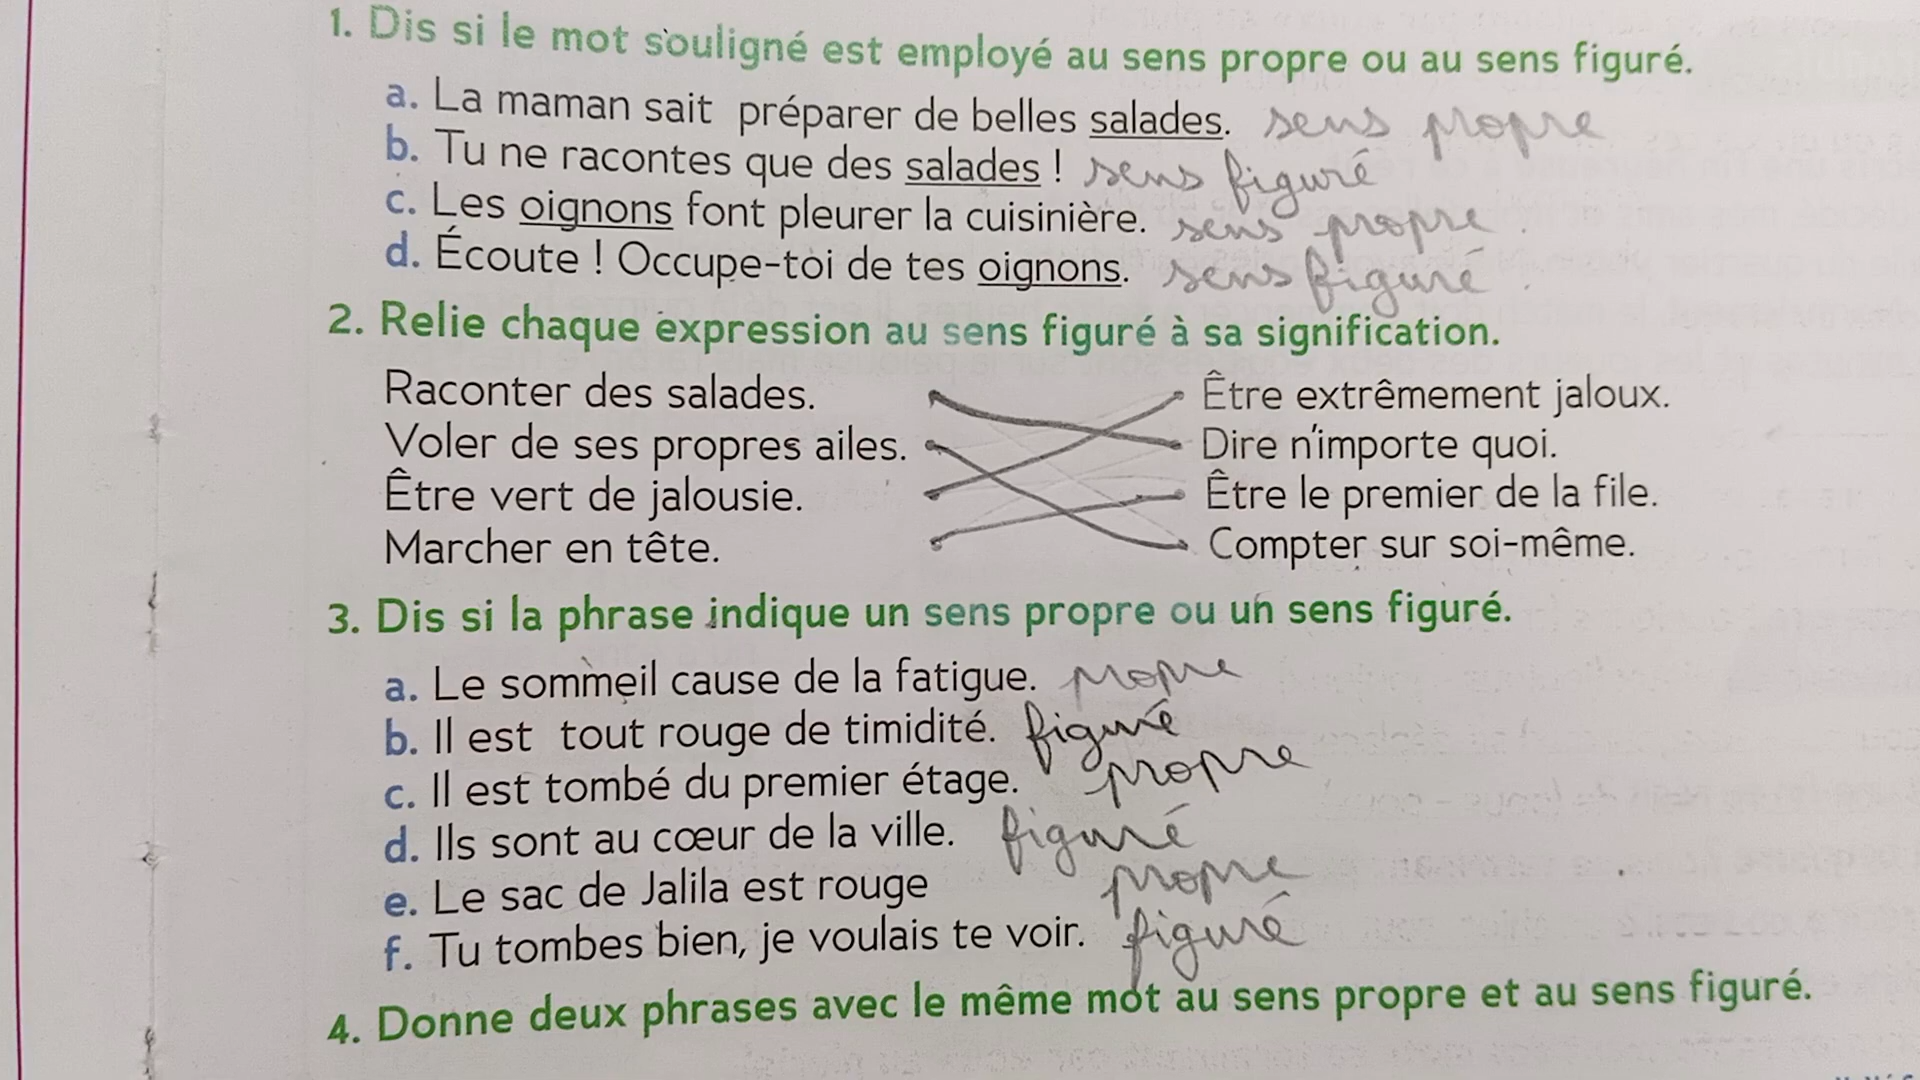 1. Dis si le mot souligné est employé au sens propre ou au sens figuré.
a. La maman sait préparer de belles salades. sens propre
b. Tu ne racontes que des salades ! sens figuré
c. Les oignons font pleurer la cuisinière. sens propre.
d. Écoute ! Occupe-toi de tes oignons. sens figuré.
2. Relie chaque expression au sens figuré à sa signification.
Raconter des salades. Être extrêmement jaloux.
Voler de ses propres ailes. Dire n'importe quoi.
Être vert de jalousie. Être le premier de la file.
Marcher en tête. Compter sur soi-même.
3. Dis si la phrase indique un sens propre ou un sens figuré.
a. Le sommeil cause de la fatigue. propre
b. Il est tout rouge de timidité. figuré
c. Il est tombé du premier étage. propre
d. Ils sont au cœur de la ville. figuré
e. Le sac de Jalila est rouge propre
f. Tu tombes bien, je voulais te voir. figuré
4. Donne deux phrases avec le même mot au sens propre et au sens figuré.